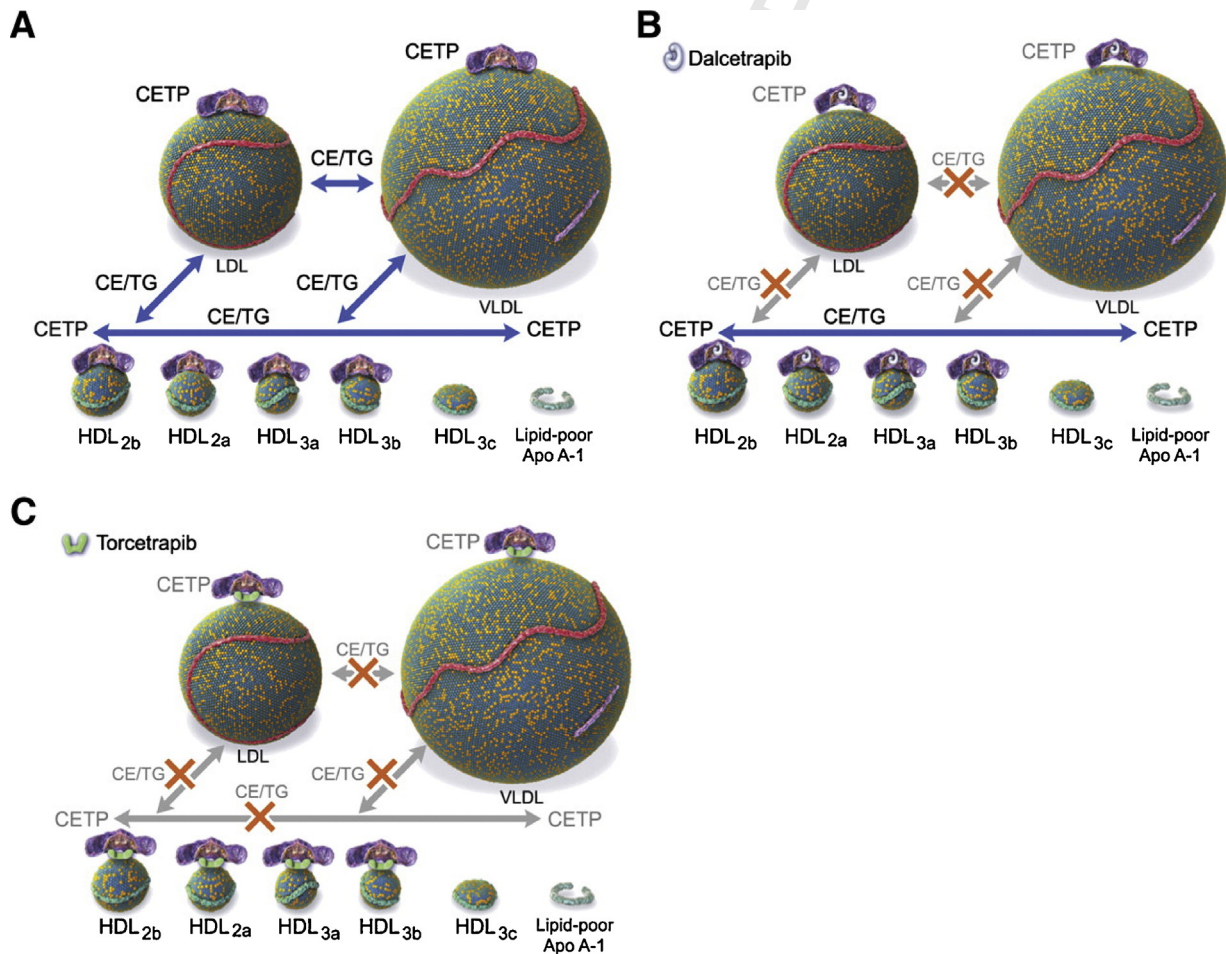 A
CETP
CETP
CE/TG
LDL
CE/TG
CE/TG
VLDL
CETP
CE/TG
CETP
HDL2b
HDL2a
HDL3a
HDL3b
HDL3c
Lipid-poor
Apo A-1
B
Dalcetrapib
CETP
CETP
CE/TG
LDL
CE/TG
CE/TG
VLDL
CETP
CE/TG
CETP
HDL2b
HDL2a
HDL3a
HDL3b
HDL3c
Lipid-poor
Apo A-1
C
Torcetrapib
CETP
CETP
CE/TG
LDL
CE/TG
CE/TG
CE/TG
VLDL
CETP
CETP
HDL2b
HDL2a
HDL3a
HDL3b
HDL3c
Lipid-poor
Apo A-1